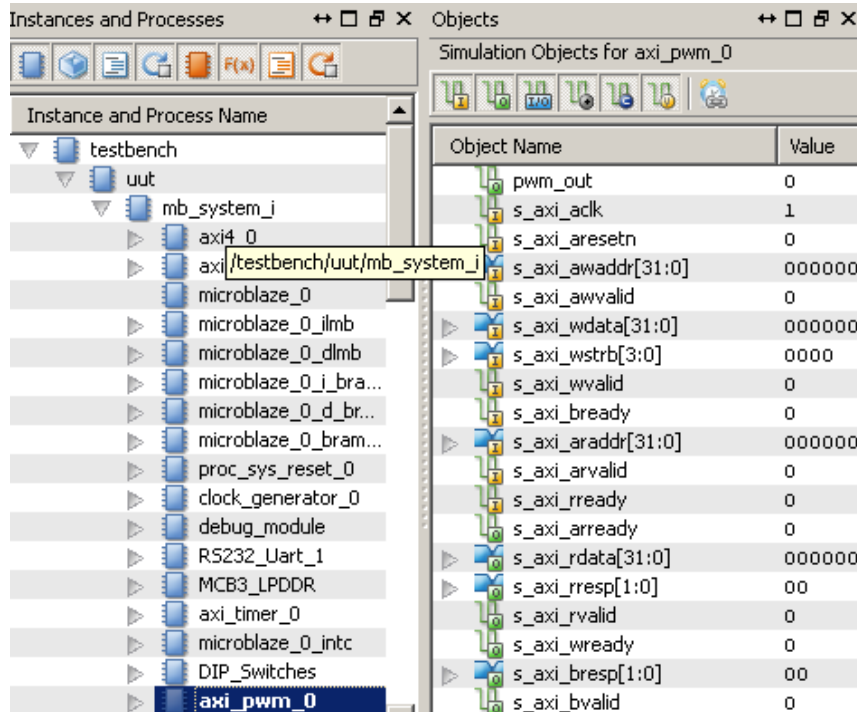 Instances and Processes
Instance and Process Name
testbench
uut
mb_system_i
axi4_0
axi
/testbench/uut/mb_system_i
microblaze_0
microblaze_0_ilmb
microblaze_0_dlmb
microblaze_0_i_bra...
microblaze_0_d_br...
microblaze_0_bram...
proc_sys_reset_0
clock_generator_0
debug_module
RS232_Uart_1
MCB3_LPDDR
axi_timer_0
microblaze_0_intc
DIP_Switches
axi_pwm_0
Objects
Simulation Objects for axi_pwm_0
Object Name Value
pwm_out 0
s_axi_aclk 1
s_axi_aresetn 0
s_axi_awaddr[31:0] 000000
s_axi_awvalid 0
s_axi_wdata[31:0] 000000
s_axi_wstrb[3:0] 0000
s_axi_wvalid 0
s_axi_bready 0
s_axi_araddr[31:0] 000000
s_axi_arvalid 0
s_axi_rready 0
s_axi_arready 0
s_axi_rdata[31:0] 000000
s_axi_rresp[1:0] 00
s_axi_rvalid 0
s_axi_wready 0
s_axi_bresp[1:0] 00
s_axi_bvalid 0